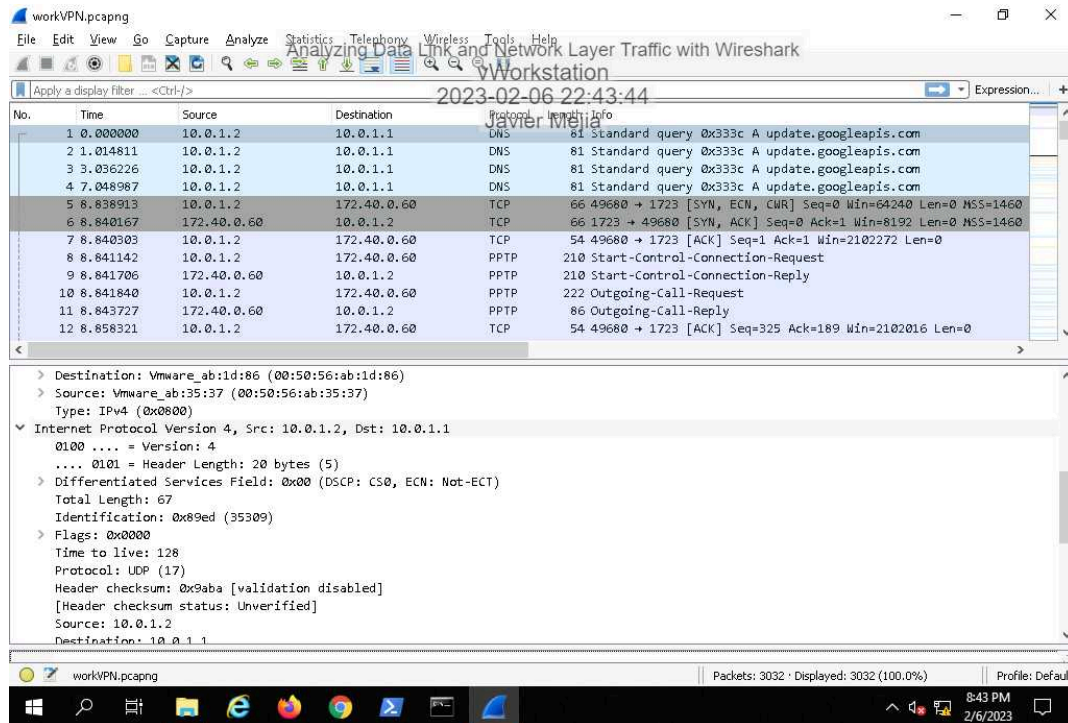 workVPN.pcapng
File Edit View Go Capture Analyze Statistics Telephony Wireless Tools Help
Analyzing Data Link and Network Layer Traffic with Wireshark
vWorkstation
2023-02-06 22:43:44
Javier Mejia
Apply a display filter ... <Ctrl-/> Expression... +
No. Time Source Destination Protocol Length Info
1 0.000000 10.0.1.2 10.0.1.1 DNS 81 Standard query 0x333c A update.googleapis.com
2 1.014811 10.0.1.2 10.0.1.1 DNS 81 Standard query 0x333c A update.googleapis.com
3 3.036226 10.0.1.2 10.0.1.1 DNS 81 Standard query 0x333c A update.googleapis.com
4 7.048987 10.0.1.2 10.0.1.1 DNS 81 Standard query 0x333c A update.googleapis.com
5 8.838913 10.0.1.2 172.40.0.60 TCP 66 49680 → 1723 [SYN, ECN, CWR] Seq=0 Win=64240 Len=0 MSS=1460
6 8.840167 172.40.0.60 10.0.1.2 TCP 66 1723 → 49680 [SYN, ACK] Seq=0 Ack=1 Win=8192 Len=0 MSS=1460
7 8.840303 10.0.1.2 172.40.0.60 TCP 54 49680 → 1723 [ACK] Seq=1 Ack=1 Win=2102272 Len=0
8 8.841142 10.0.1.2 172.40.0.60 PPTP 210 Start-Control-Connection-Request
9 8.841706 172.40.0.60 10.0.1.2 PPTP 210 Start-Control-Connection-Reply
10 8.841840 10.0.1.2 172.40.0.60 PPTP 222 Outgoing-Call-Request
11 8.843727 172.40.0.60 10.0.1.2 PPTP 86 Outgoing-Call-Reply
12 8.858321 10.0.1.2 172.40.0.60 TCP 54 49680 → 1723 [ACK] Seq=325 Ack=189 Win=2102016 Len=0
> Destination: Vmware_ab:1d:86 (00:50:56:ab:1d:86)
> Source: Vmware_ab:35:37 (00:50:56:ab:35:37)
Type: IPv4 (0x0800)
Internet Protocol Version 4, Src: 10.0.1.2, Dst: 10.0.1.1
0100 .... = Version: 4
.... 0101 = Header Length: 20 bytes (5)
> Differentiated Services Field: 0x00 (DSCP: CS0, ECN: Not-ECT)
Total Length: 67
Identification: 0x89ed (35309)
> Flags: 0x0000
Time to live: 128
Protocol: UDP (17)
Header checksum: 0x9aba [validation disabled]
[Header checksum status: Unverified]
Source: 10.0.1.2
Destination: 10.0.1.1
workVPN.pcapng Packets: 3032 · Displayed: 3032 (100.0%) Profile: Defaul
8:43 PM
2/6/2023